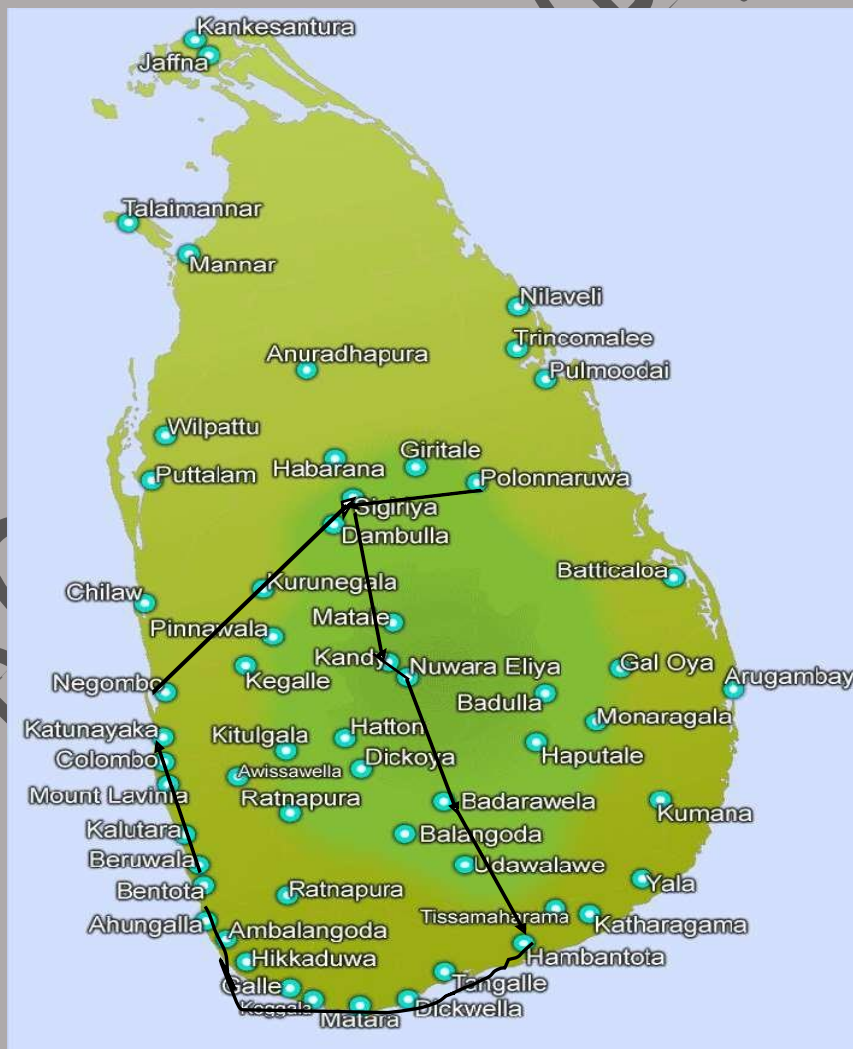 Kankesantura
Jaffna
Talaimannar
Mannar
Nilaveli
Trincomalee
Anuradhapura
Pulmoodai
Wilpattu
Giritale
Habarana
Puttalam
Polonnaruwa
Sigiriya
Dambulla
Batticaloa
Kurunegala
Chilaw
Matale
Pinnawala
Kandy
Nuwara Eliya
Gal Oya
Kegalle
Negombo
Arugambay
Badulla
Monaragala
Katunayaka
Kitulgala
Hatton
Colombo
Dickoya
Haputale
Awissawella
Mount Lavinia
Ratnapura
Badarawela
Kumana
Kalutara
Balangoda
Beruwala
Udawalawe
Bentota
Ratnapura
Yala
Tissamaharama
Ahungalla
Ambalangoda
Katharagama
Hikkaduwa
Hambantota
Galle
Tangalle
Koggala
Matara
Dickwella